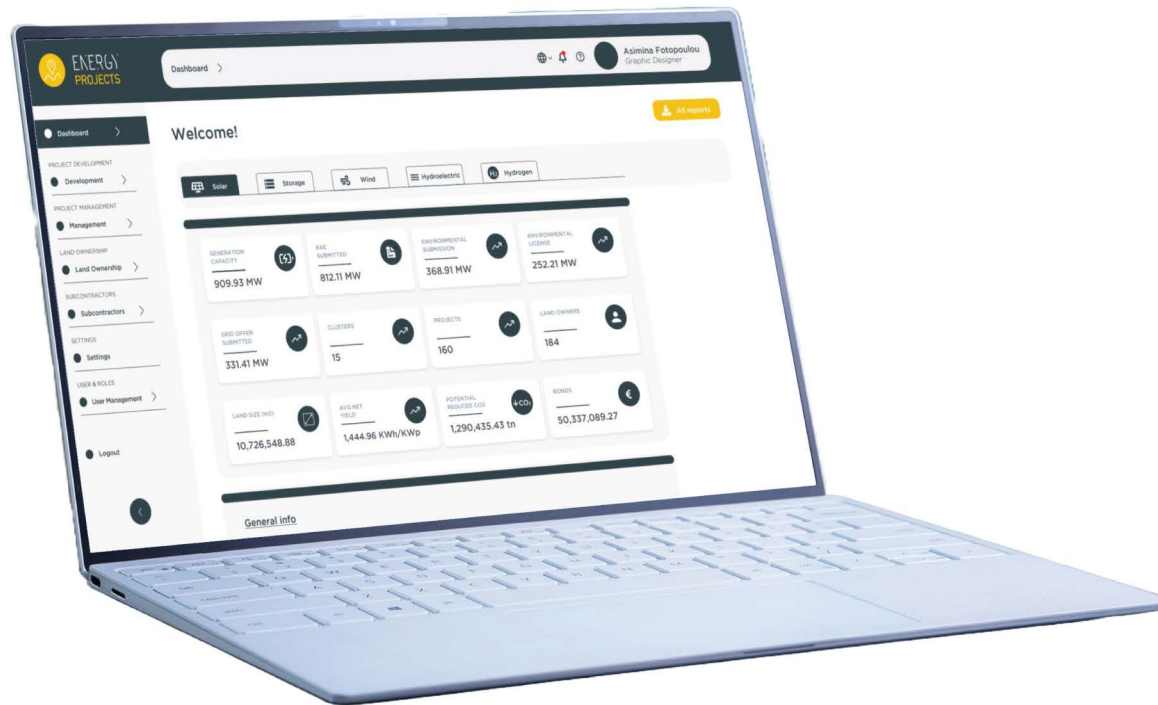 ENERGY
PROJECTS
Dashboard
Asimina Fotopoulou
Graphic Designer
Dashboard
PROJECT DEVELOPMENT
Development
PROJECT MANAGEMENT
Management
LAND OWNERSHIP
Land Ownership
SUBCONTRACTORS
Subcontractors
SETTINGS
Settings
USER & ROLES
User Management
Logout
Welcome!
All reports
Solar
Storage
Wind
Hydroelectric
H2 Hydrogen
GENERATION
CAPACITY
909.93 MW
RAE
SUBMITTED
812.11 MW
ENVIRONMENTAL
SUBMISSION
368.91 MW
ENVIRONMENTAL
LICENSE
252.21 MW
GRID OFFER
SUBMITTED
331.41 MW
CLUSTERS
15
PROJECTS
160
LAND OWNERS
184
LAND SIZE (m2)
10,726,548.88
AVG NET
YIELD
1,444.96 KWh/KWp
POTENTIAL
REDUCED CO2
CO2
1,290,435.43 tn
BONDS
€
50,337,089.27
General info